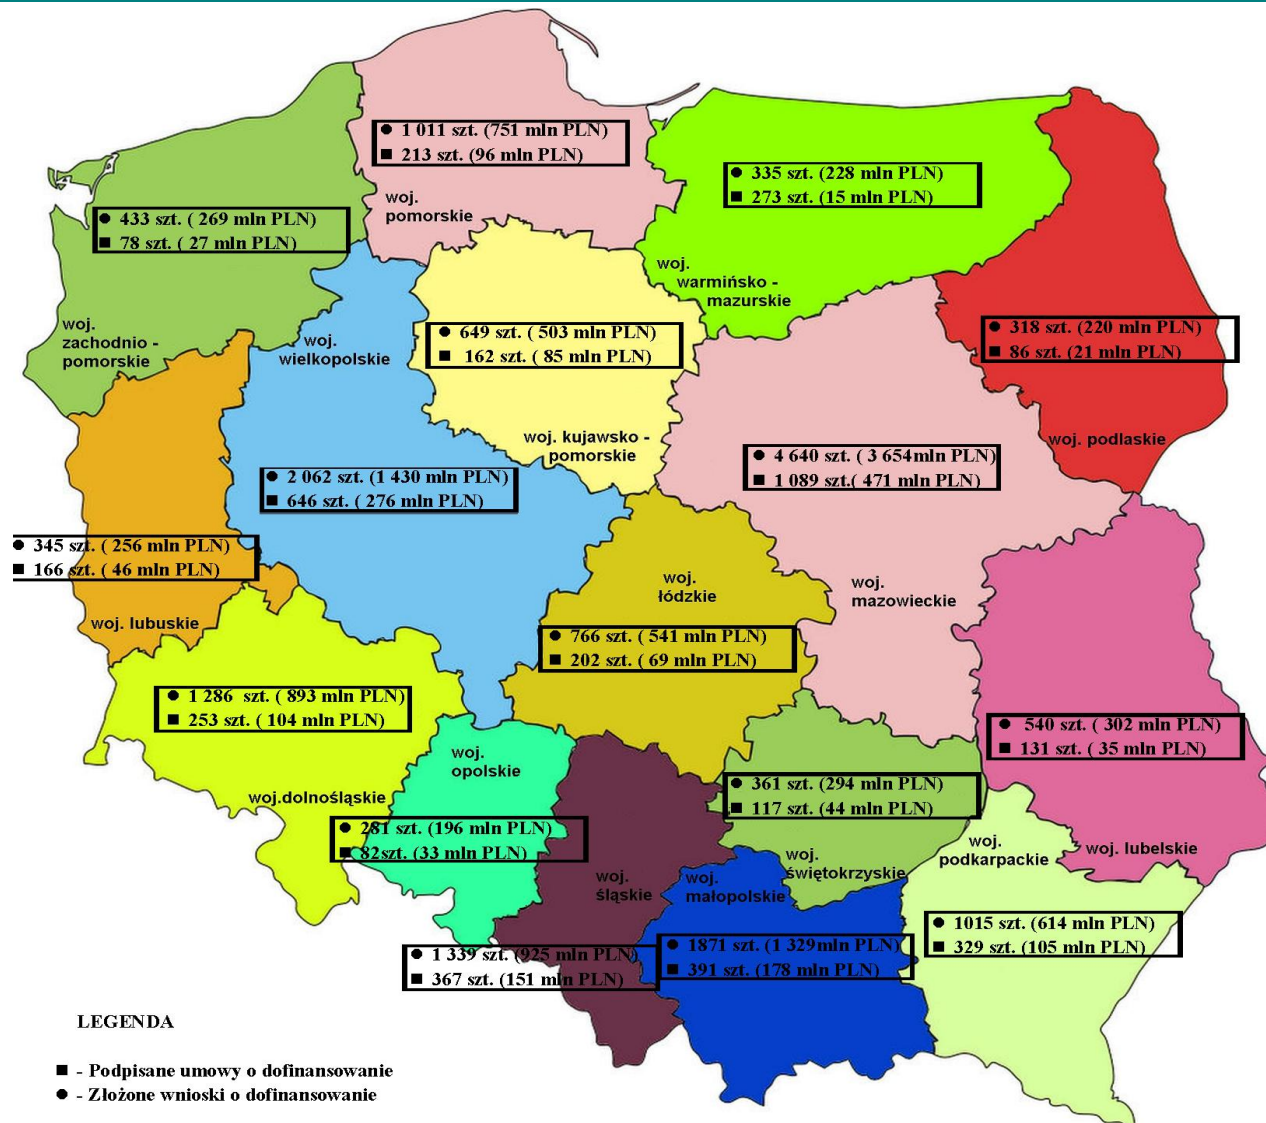 ● 1 011 szt. (751 mln PLN)
■ 213 szt. (96 mln PLN)
woj.
pomorskie
● 335 szt. (228 mln PLN)
■ 273 szt. (15 mln PLN)
woj.
warmińsko -
mazurskie
● 433 szt. ( 269 mln PLN)
■ 78 szt. ( 27 mln PLN)
woj.
zachodnio -
pomorskie
woj.
wielkopolskie
● 2 062 szt. (1 430 mln PLN)
■ 646 szt. ( 276 mln PLN)
● 649 szt. ( 503 mln PLN)
■ 162 szt. ( 85 mln PLN)
woj. kujawsko -
pomorskie
● 318 szt. (220 mln PLN)
■ 86 szt. (21 mln PLN)
woj. podlaskie
● 4 640 szt. ( 3 654mln PLN)
■ 1 089 szt.( 471 mln PLN)
woj.
mazowieckie
● 345 szt. ( 256 mln PLN)
■ 166 szt. ( 46 mln PLN)
woj. lubuskie
woj.
łódzkie
● 766 szt. ( 541 mln PLN)
■ 202 szt. ( 69 mln PLN)
● 1 286 szt. ( 893 mln PLN)
■ 253 szt. ( 104 mln PLN)
woj.dolnośląskie
woj.
opolskie
● 281 szt. (196 mln PLN)
■ 82szt. (33 mln PLN)
● 540 szt. ( 302 mln PLN)
■ 131 szt. ( 35 mln PLN)
woj. lubelskie
● 361 szt. (294 mln PLN)
■ 117 szt. ( 44 mln PLN)
woj.
świętokrzyskie
woj.
podkarpackie
● 1015 szt. (614 mln PLN)
■ 329 szt. (105 mln PLN)
woj.
śląskie
● 1 339 szt. (925 mln PLN)
■ 367 szt. (151 mln PLN)
woj.
małopolskie
● 1871 szt. (1 329mln PLN)
■ 391 szt. (178 mln PLN)
LEGENDA
■ - Podpisane umowy o dofinansowanie
● - Złożone wnioski o dofinansowanie